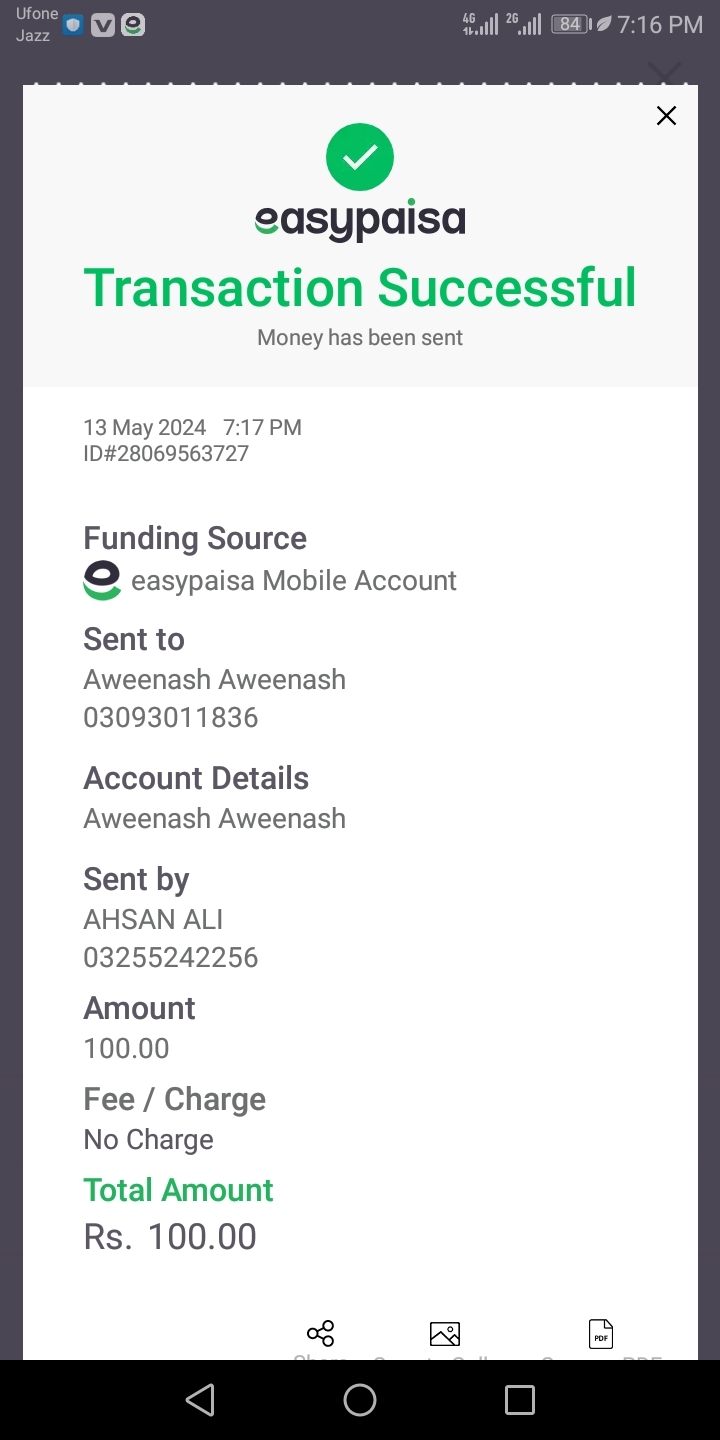 Ufone
Jazz
4G
2G
84
7:16 PM
easypaisa
Transaction Successful
Money has been sent
13 May 2024 7:17 PM
ID#28069563727
Funding Source
easypaisa Mobile Account
Sent to
Aweenash Aweenash
03093011836
Account Details
Aweenash Aweenash
Sent by
AHSAN ALI
03255242256
Amount
100.00
Fee / Charge
No Charge
Total Amount
Rs. 100.00
PDF